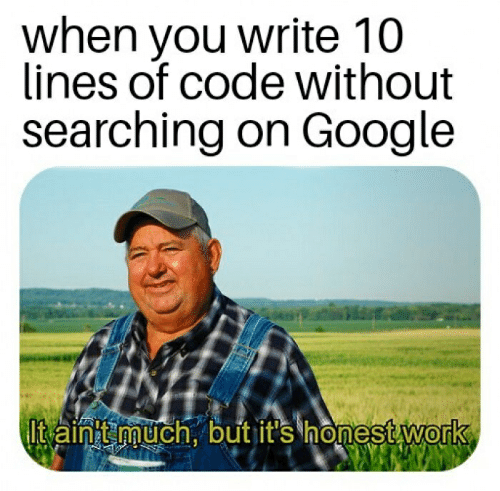 when you write 10
lines of code without
searching on Google
It ain't much, but it's honest work